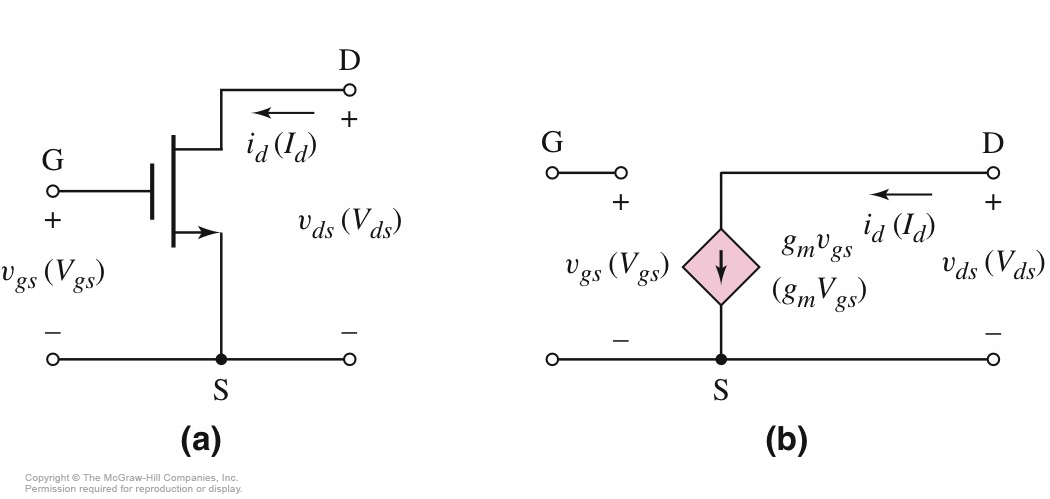 D
+
i_d (I_d)
G
+
v_ds (V_ds)
v_gs (V_gs)
–
–
S
(a)
G
D
+
+
i_d (I_d)
g_m v_gs
v_gs (V_gs)
v_ds (V_ds)
(g_m V_gs)
–
–
S
(b)
Copyright © The McGraw-Hill Companies, Inc.
Permission required for reproduction or display.